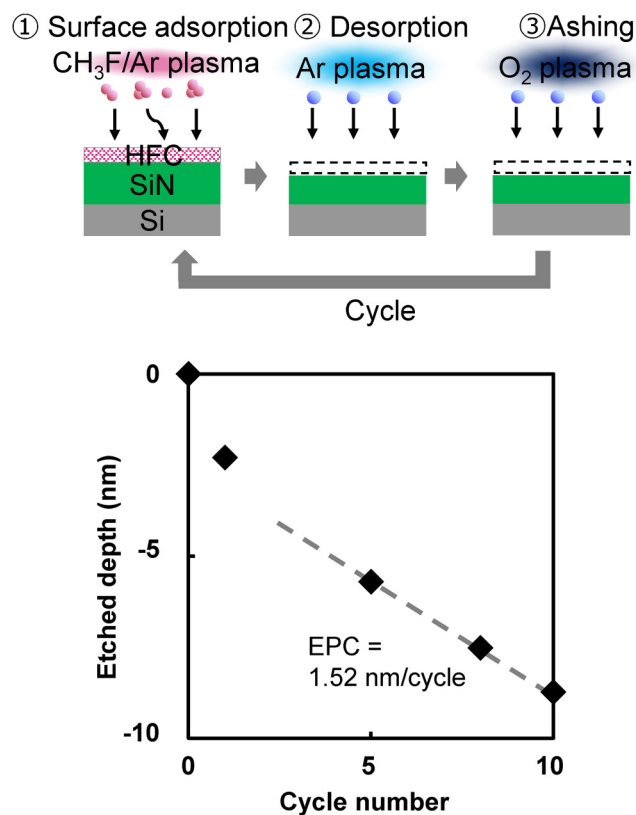 ① Surface adsorption ② Desorption ③Ashing
CH₃F/Ar plasma Ar plasma O₂ plasma
HFC
SiN
Si
Cycle
0
-5
-10
Etched depth (nm)
EPC =
1.52 nm/cycle
0 5 10
Cycle number